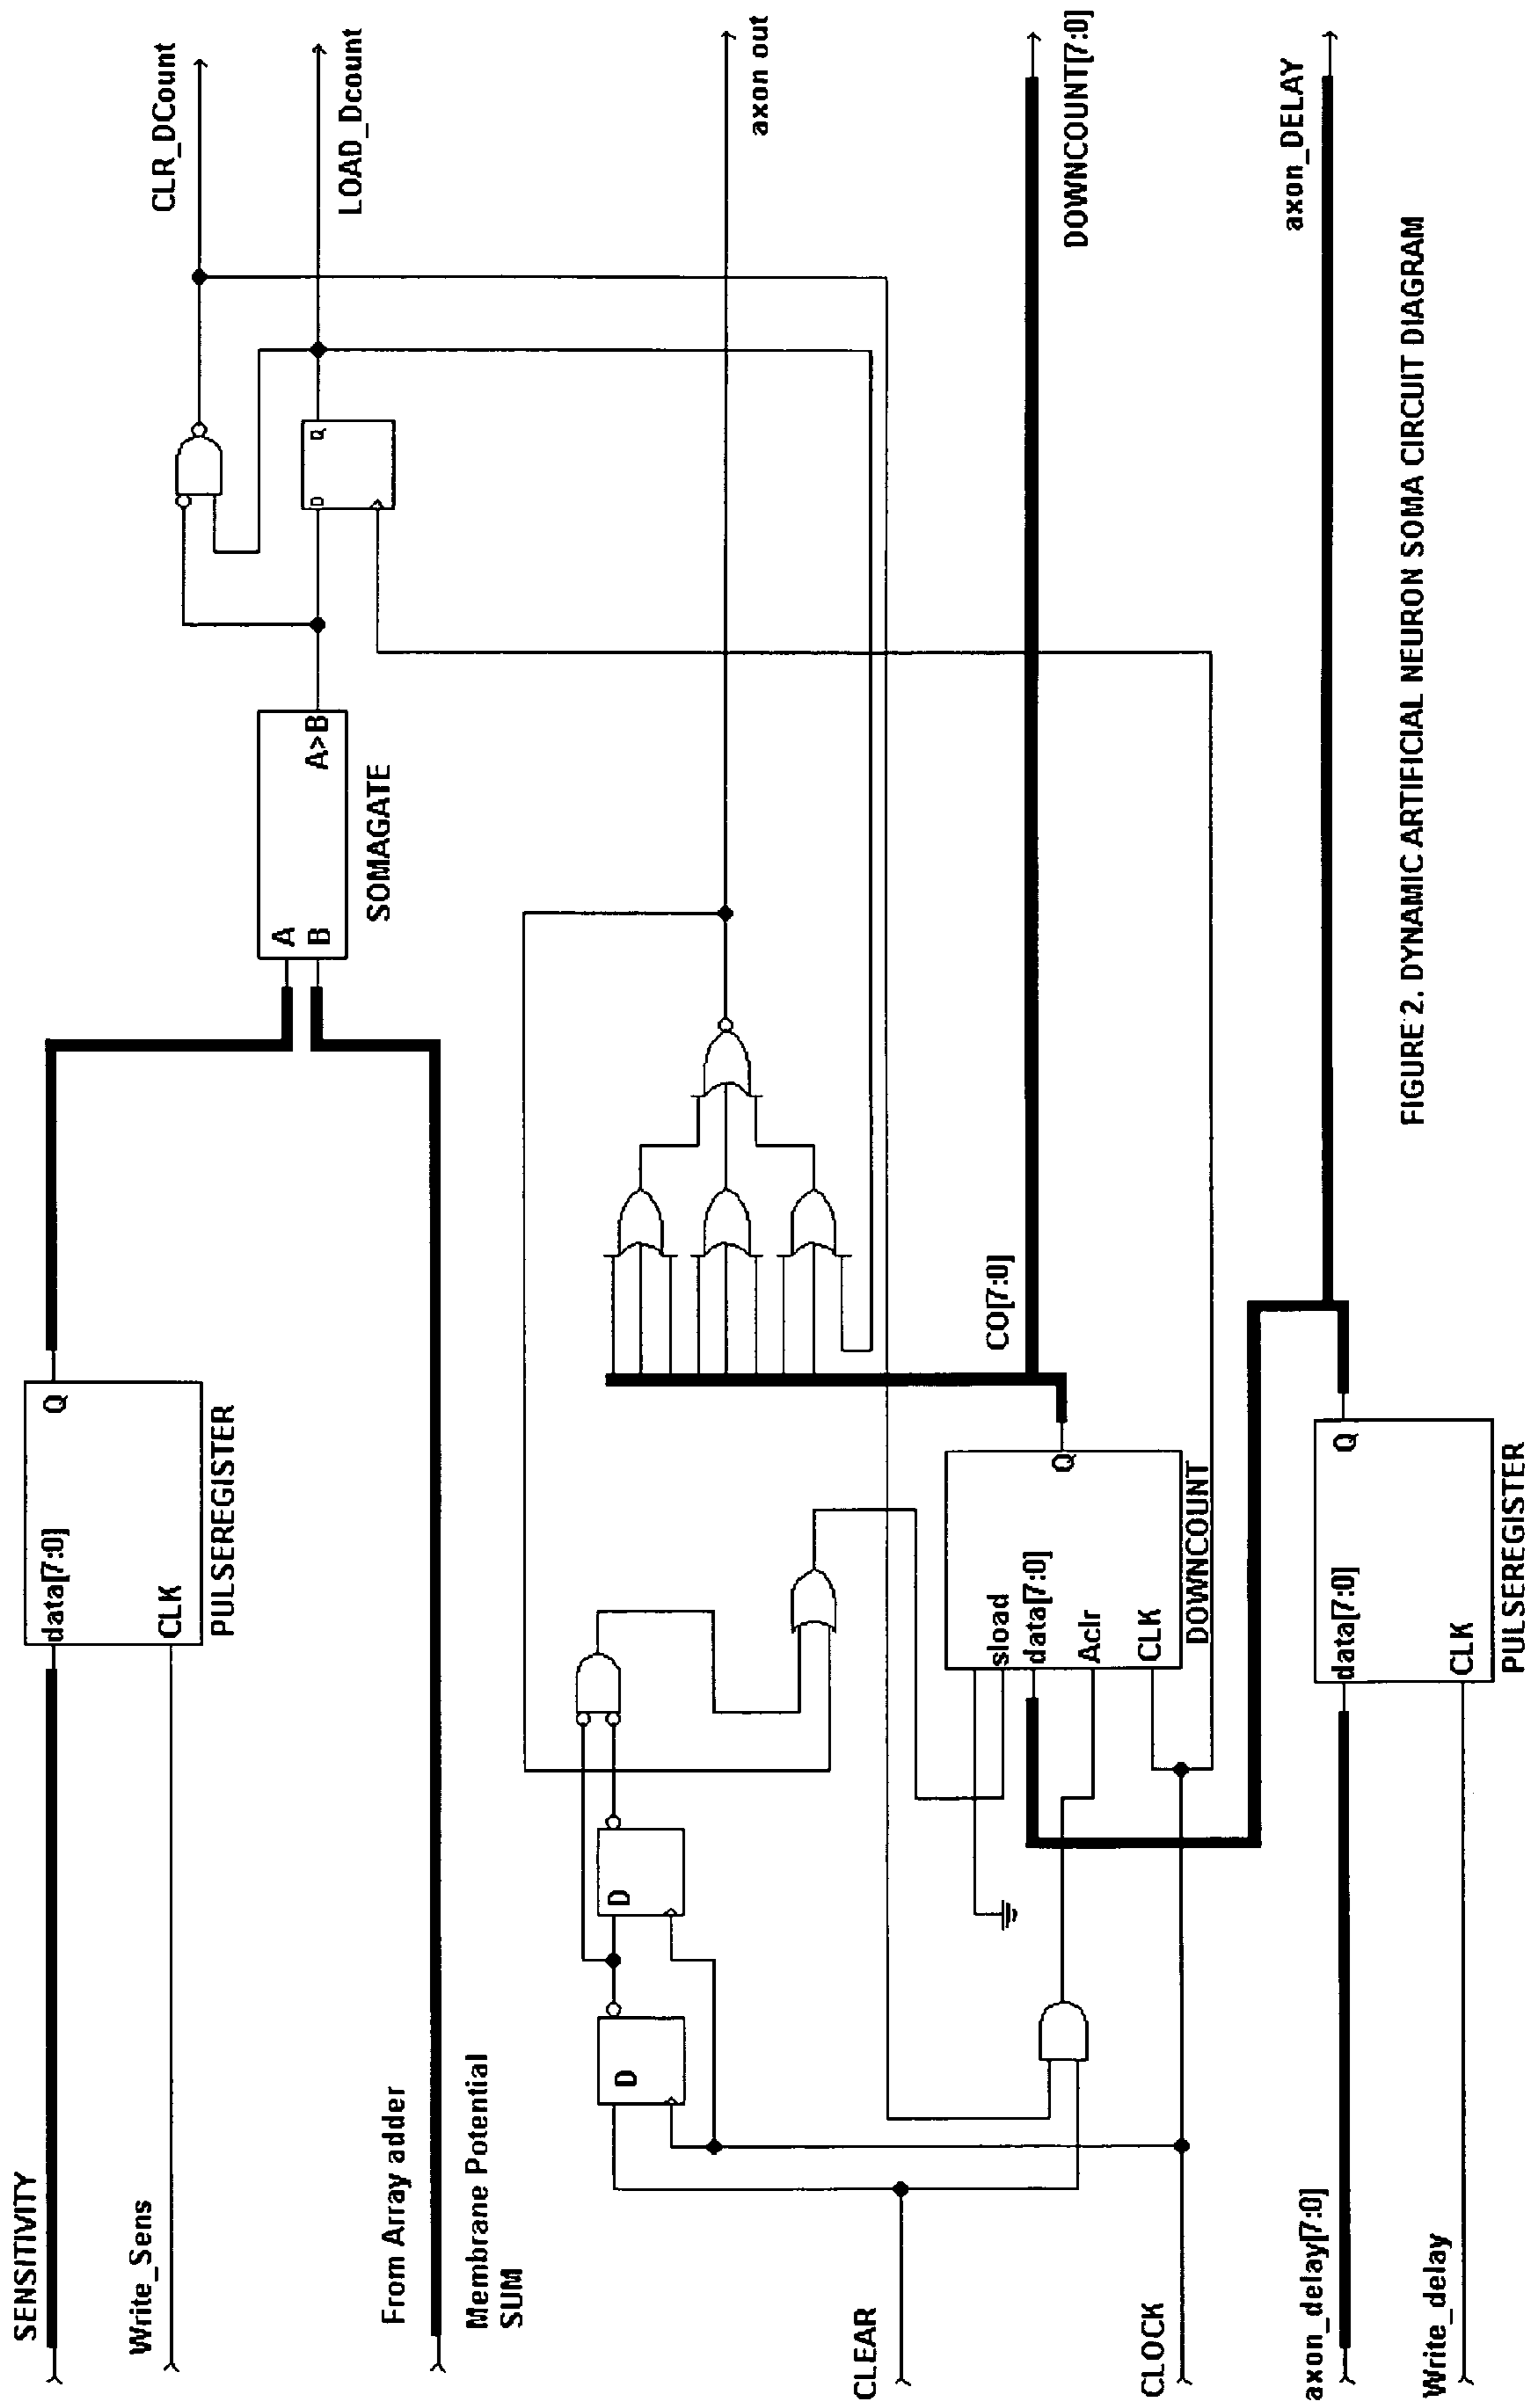 SENSITIVITY
data[7:0]
Q
Write_Sens
CLK
PULSEREGISTER
A
B
A>B
SOMAGATE
D
Q
CLR_DCount
LOAD_Dcount
From Array adder
Membrane Potential
SUM
D
D
axon out
CLEAR
sload
data[7:0]
Aclr
CLK
Q
DOWNCOUNT
CO[7:0]
DOWNCOUNT[7:0]
CLOCK
axon_delay[7:0]
data[7:0]
Q
Write_delay
CLK
PULSEREGISTER
axon_DELAY
FIGURE 2. DYNAMIC ARTIFICIAL NEURON SOMA CIRCUIT DIAGRAM